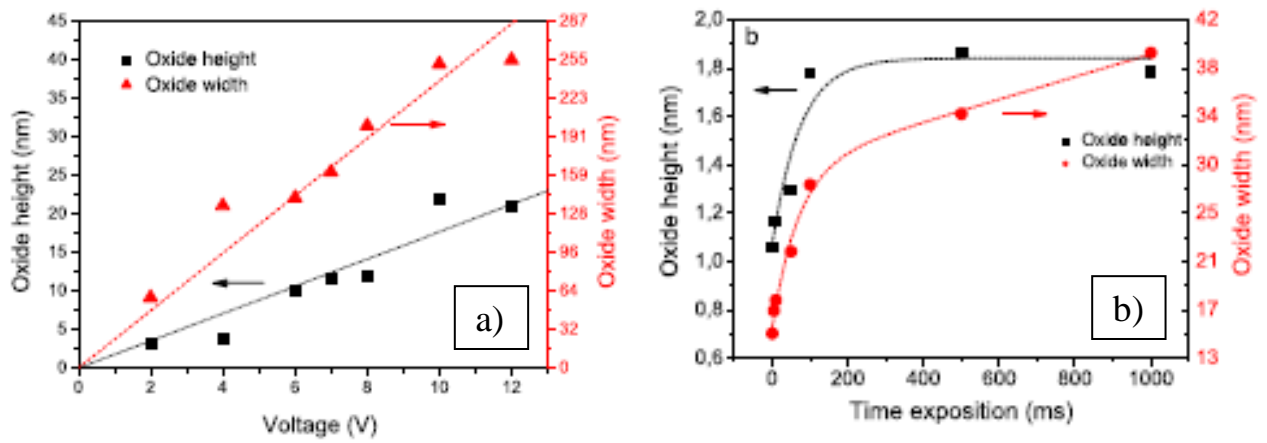 45
40
35
30
25
20
15
10
5
0
Oxide height (nm)
Oxide height
Oxide width
287
255
223
191
159
128
96
64
32
0
Oxide width (nm)
a)
0 2 4 6 8 10 12
Voltage (V)
b
2,0
1,8
1,6
1,4
1,2
1,0
0,8
0,6
Oxide height (nm)
Oxide height
Oxide width
42
38
34
30
25
21
17
13
Oxide width (nm)
b)
0 200 400 600 800 1000
Time exposition (ms)